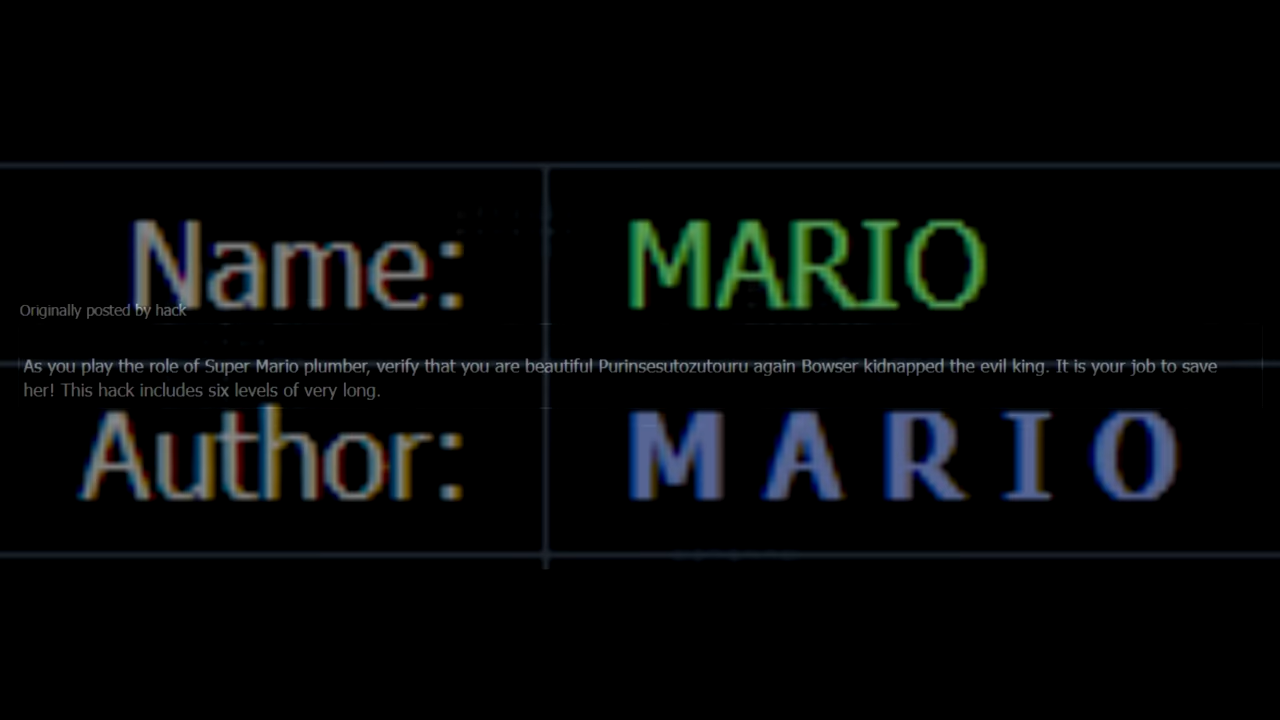 Name: MARIO
Originally posted by hack
As you play the role of Super Mario plumber, verify that you are beautiful Purinsesutozutouru again Bowser kidnapped the evil king. It is your job to save
her! This hack includes six levels of very long.
Author: M A R I O